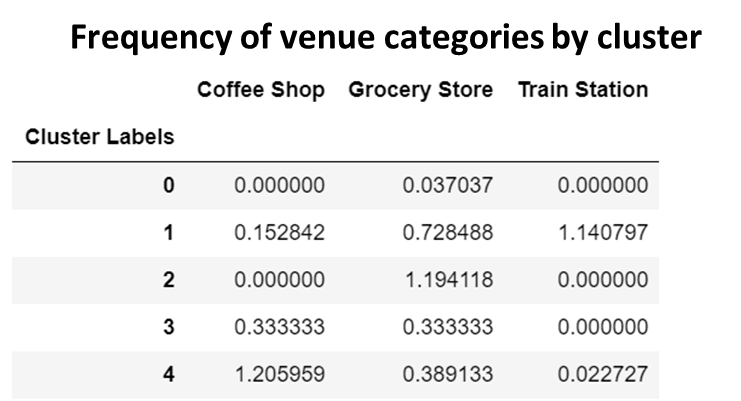 Frequency of venue categories by cluster
Coffee Shop Grocery Store Train Station
Cluster Labels
0 0.000000 0.037037 0.000000
1 0.152842 0.728488 1.140797
2 0.000000 1.194118 0.000000
3 0.333333 0.333333 0.000000
4 1.205959 0.389133 0.022727